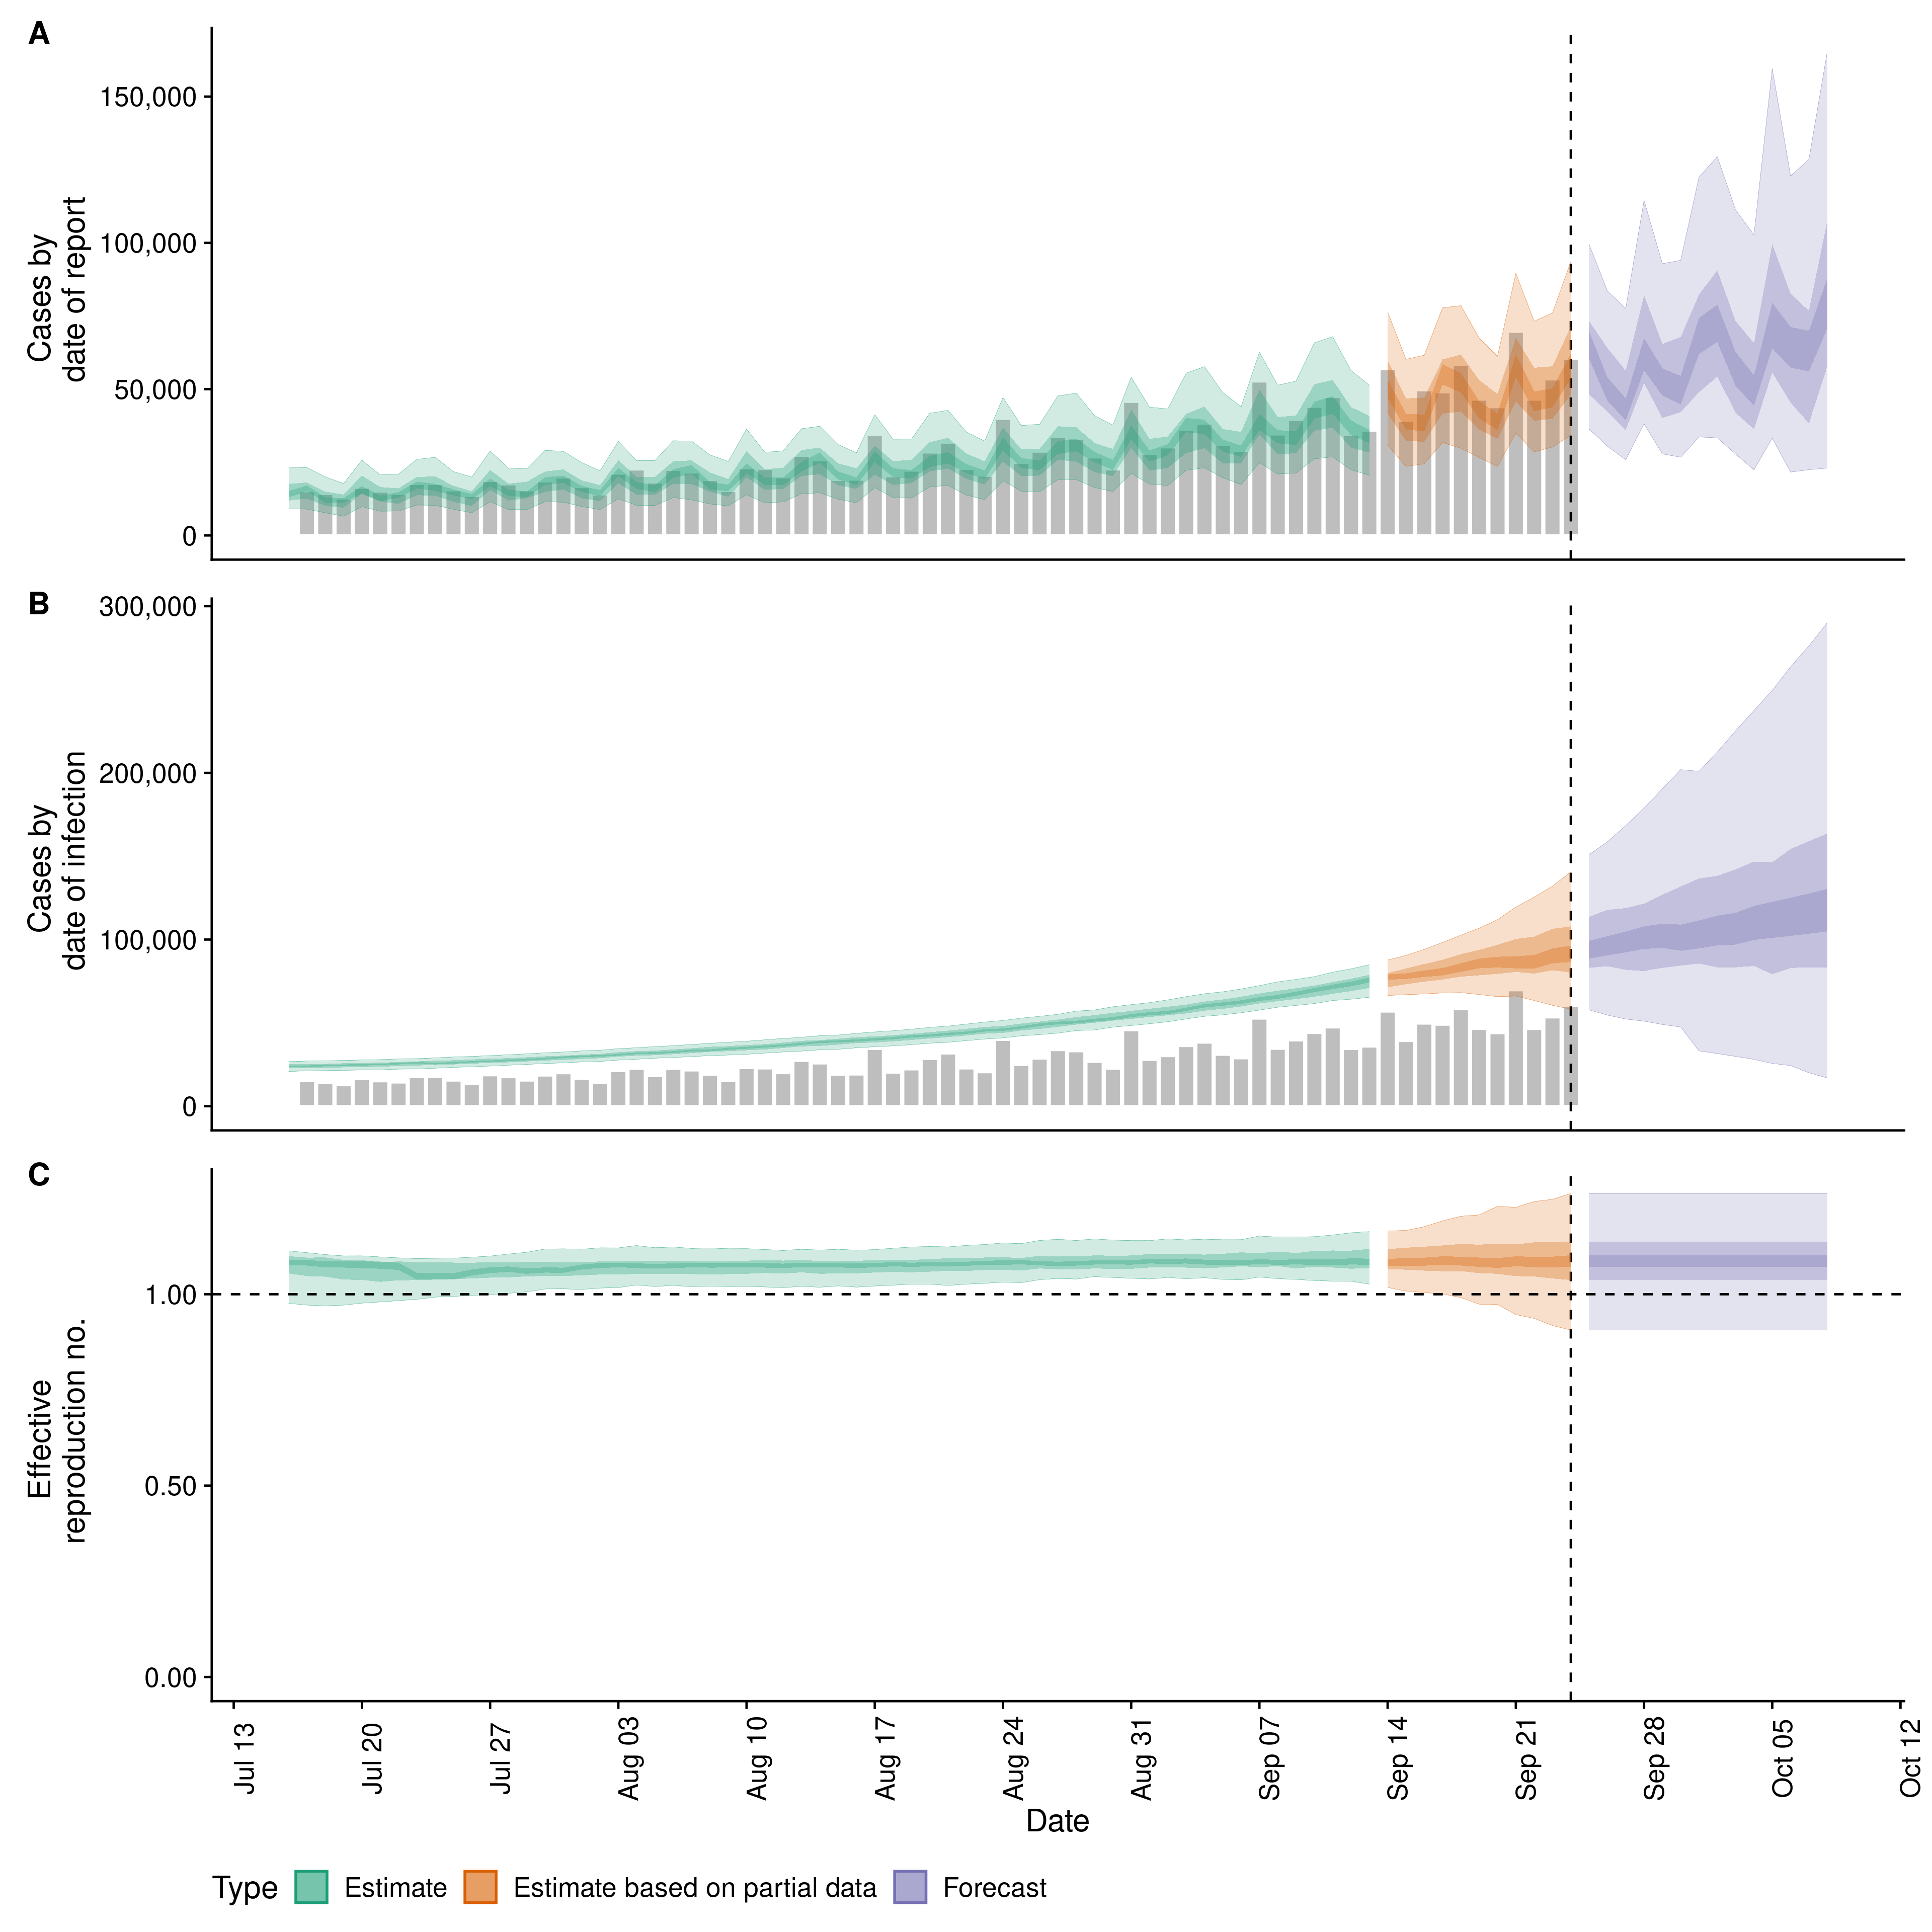 A
Cases by
date of report
150,000
100,000
50,000
0
B
Cases by
date of infection
300,000
200,000
100,000
0
C
Effective
reproduction no.
1.00
0.50
0.00
Jul 13
Jul 20
Jul 27
Aug 03
Aug 10
Aug 17
Aug 24
Aug 31
Sep 07
Sep 14
Sep 21
Sep 28
Oct 05
Oct 12
Date
Type
Estimate
Estimate based on partial data
Forecast